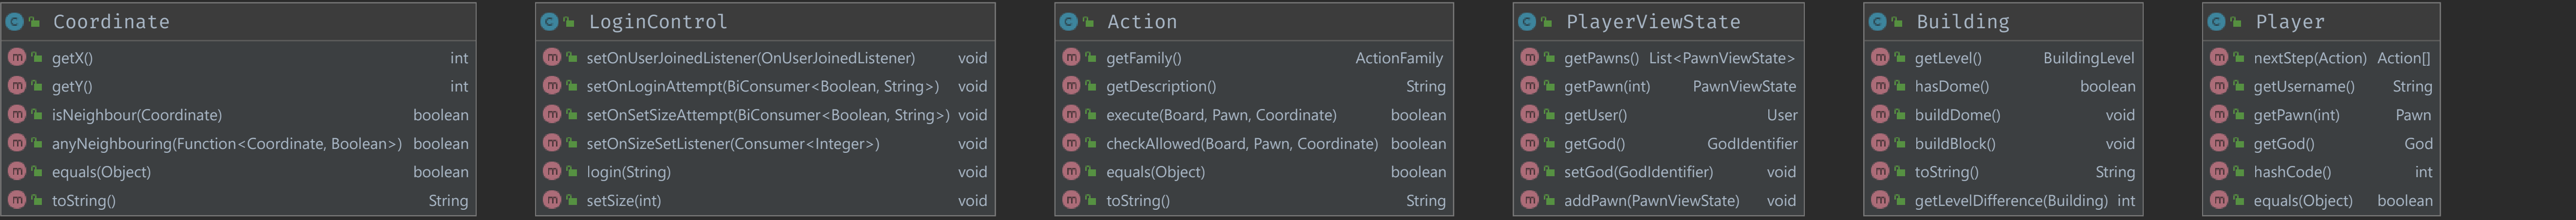 Coordinate
getX() int
getY() int
isNeighbour(Coordinate) boolean
anyNeighbouring(Function<Coordinate, Boolean>) boolean
equals(Object) boolean
toString() String
LoginControl
setOnUserJoinedListener(OnUserJoinedListener) void
setOnLoginAttempt(BiConsumer<Boolean, String>) void
setOnSetSizeAttempt(BiConsumer<Boolean, String>) void
setOnSizeSetListener(Consumer<Integer>) void
login(String) void
setSize(int) void
Action
getFamily() ActionFamily
getDescription() String
execute(Board, Pawn, Coordinate) boolean
checkAllowed(Board, Pawn, Coordinate) boolean
equals(Object) boolean
toString() String
PlayerViewState
getPawns() List<PawnViewState>
getPawn(int) PawnViewState
getUser() User
getGod() GodIdentifier
setGod(GodIdentifier) void
addPawn(PawnViewState) void
Building
getLevel() BuildingLevel
hasDome() boolean
buildDome() void
buildBlock() void
toString() String
getLevelDifference(Building) int
Player
nextStep(Action) Action[]
getUsername() String
getPawn(int) Pawn
getGod() God
hashCode() int
equals(Object) boolean